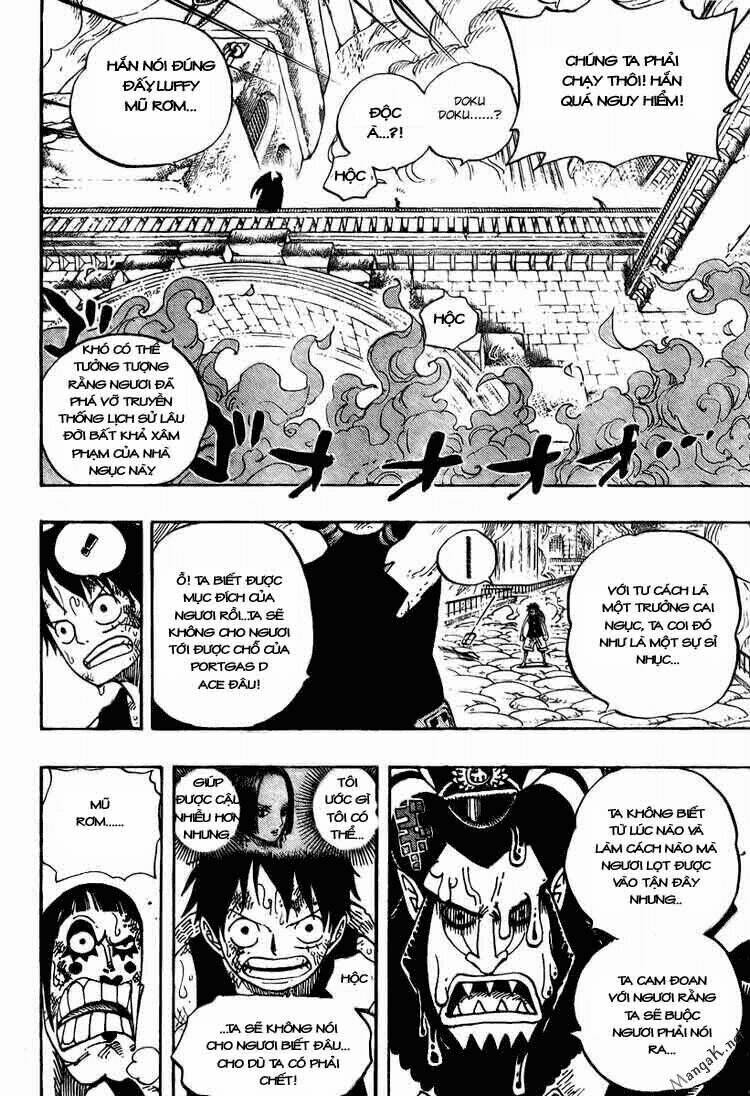 CHÚNG TA PHẢI
CHẠY THÔI! HẮN
QUÁ NGUY HIỂM!
DOKU
DOKU......?
ĐỘC
À...?!
HỘC
HẮN NÓI ĐÚNG
ĐẤY, LUFFY
MŨ RƠM...
HỘC
KHÓ CÓ THỂ
TƯỞNG TƯỢNG
RẰNG NGƯƠI ĐÃ
PHÁ VỠ TRUYỀN
THỐNG LỊCH SỬ LÂU
ĐỜI BẤT KHẢ XÂM
PHẠM CỦA NHÀ
NGỤC NÀY
ゴオオオオ...
VỚI TƯ CÁCH LÀ
MỘT TRƯỞNG CAI
NGỤC, TA COI ĐÓ
NHƯ LÀ MỘT SỰ SỈ
NHỤC...
Ồ! TA BIẾT ĐƯỢC
MỤC ĐÍCH CỦA
NGƯƠI RỒI..TA SẼ
KHÔNG CHO NGƯƠI
TỚI ĐƯỢC CHỖ CỦA
PORTGAS D
ACE ĐÂU!
!
TA KHÔNG BIẾT
TỪ LÚC NÀO VÀ
LÀM CÁCH NÀO MÀ
NGƯƠI LỌT ĐƯỢC
VÀO TẬN ĐÂY
NHƯNG..
TA CAM ĐOAN
VỚI NGƯƠI RẰNG
TA SẼ BUỘC
NGƯƠI PHẢI NÓI
RA...
TÔI
ƯỚC GÌ
TÔI CÓ
THỂ...
GIÚP
ĐƯỢC CẬU
NHIỀU HƠN
NHƯNG
HỘC
..TA SẼ KHÔNG NÓI
CHO NGƯƠI BIẾT ĐÂU...
CHO DÙ TA CÓ PHẢI
CHẾT!
MŨ
RƠM......
MangaK.net